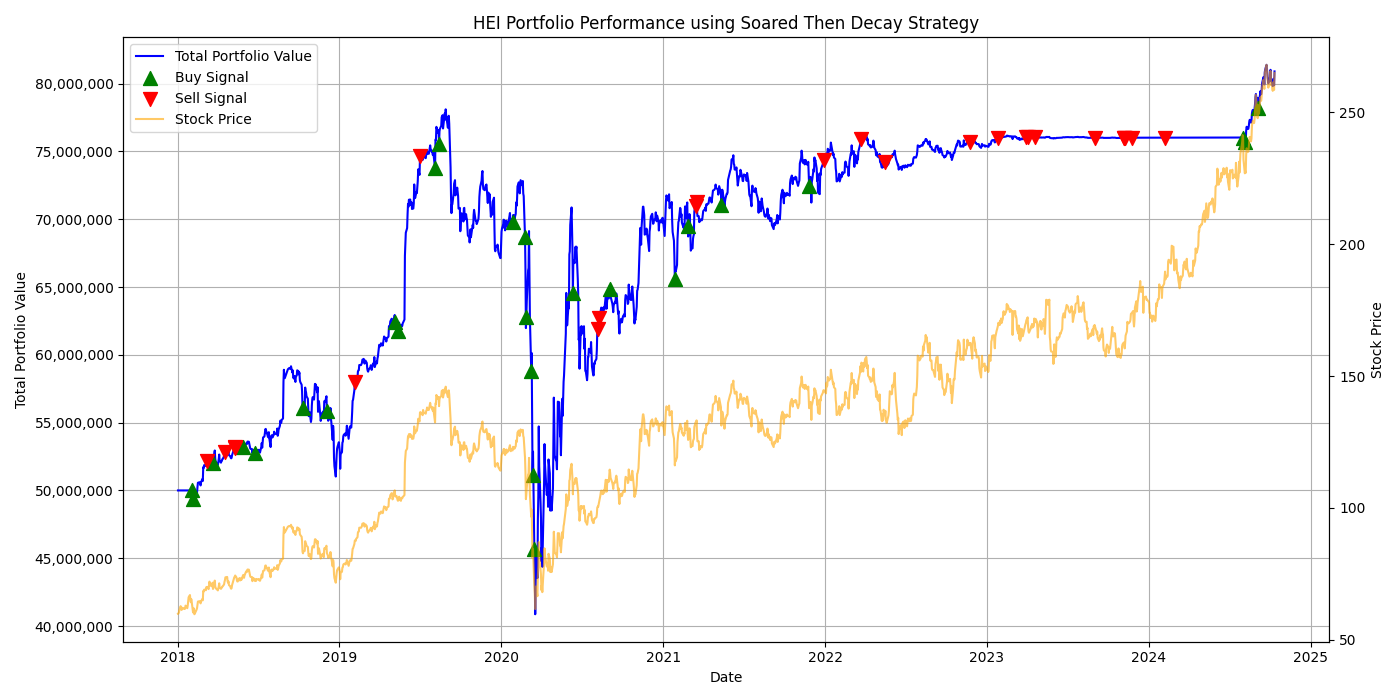 HEI Portfolio Performance using Soared Then Decay Strategy
Total Portfolio Value
Buy Signal
Sell Signal
Stock Price
80,000,000
75,000,000
70,000,000
65,000,000
60,000,000
55,000,000
50,000,000
45,000,000
40,000,000
Total Portfolio Value
250
200
150
100
50
Stock Price
2018
2019
2020
2021
2022
2023
2024
2025
Date